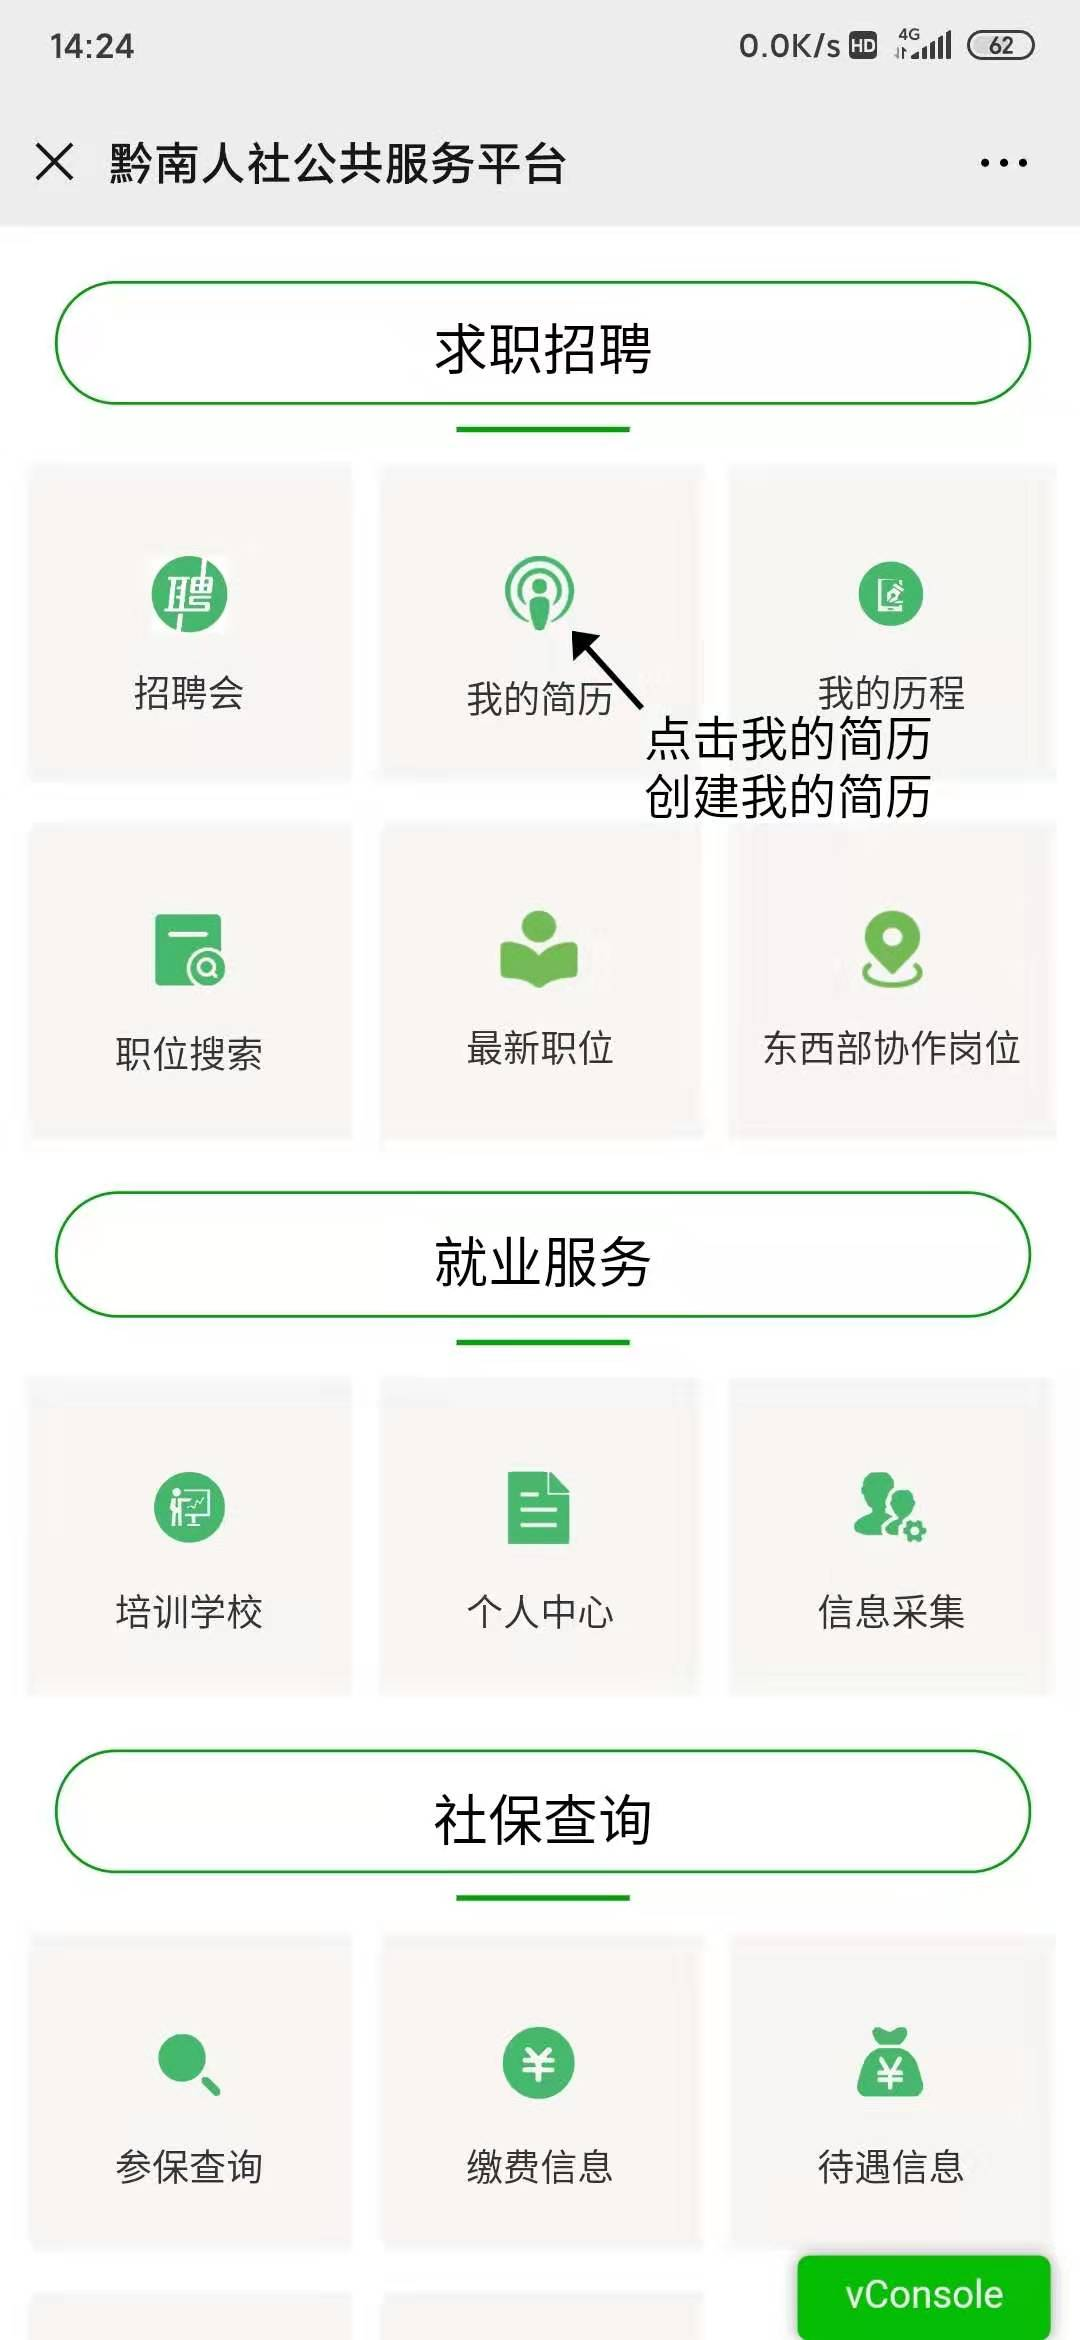 14:24
0.0K/s HD 4G 62
黔南人社公共服务平台
求职招聘
聘
招聘会
我的简历
我的历程
点击我的简历
创建我的简历
职位搜索
最新职位
东西部协作岗位
就业服务
培训学校
个人中心
信息采集
社保查询
¥
¥
参保查询
缴费信息
待遇信息
vConsole